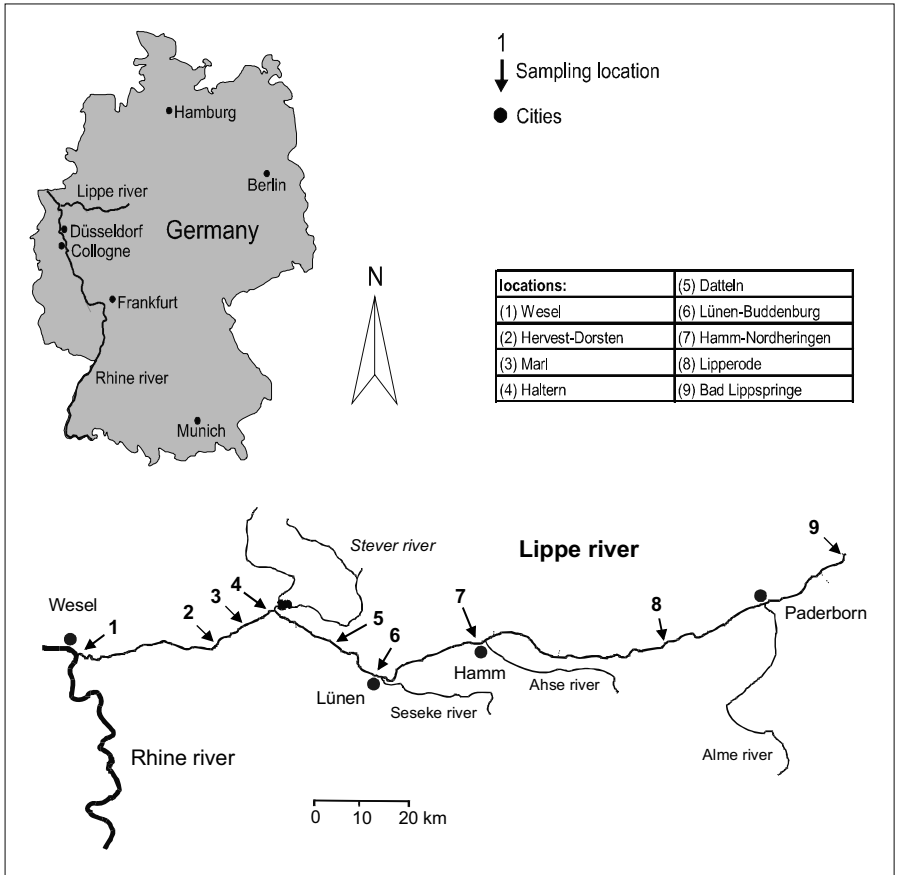 1
Sampling location
Cities
Hamburg
Berlin
Lippe river
Düsseldorf
Collogne
Germany
Frankfurt
Rhine river
Munich
N
locations:
(1) Wesel
(2) Hervest-Dorsten
(3) Marl
(4) Haltern
(5) Datteln
(6) Lünen-Buddenburg
(7) Hamm-Nordheringen
(8) Lipperode
(9) Bad Lippspringe
Stever river
Lippe river
9
Wesel
1
2
3
4
5
6
7
8
Paderborn
Lünen
Hamm
Seseke river
Ahse river
Alme river
Rhine river
0 10 20 km